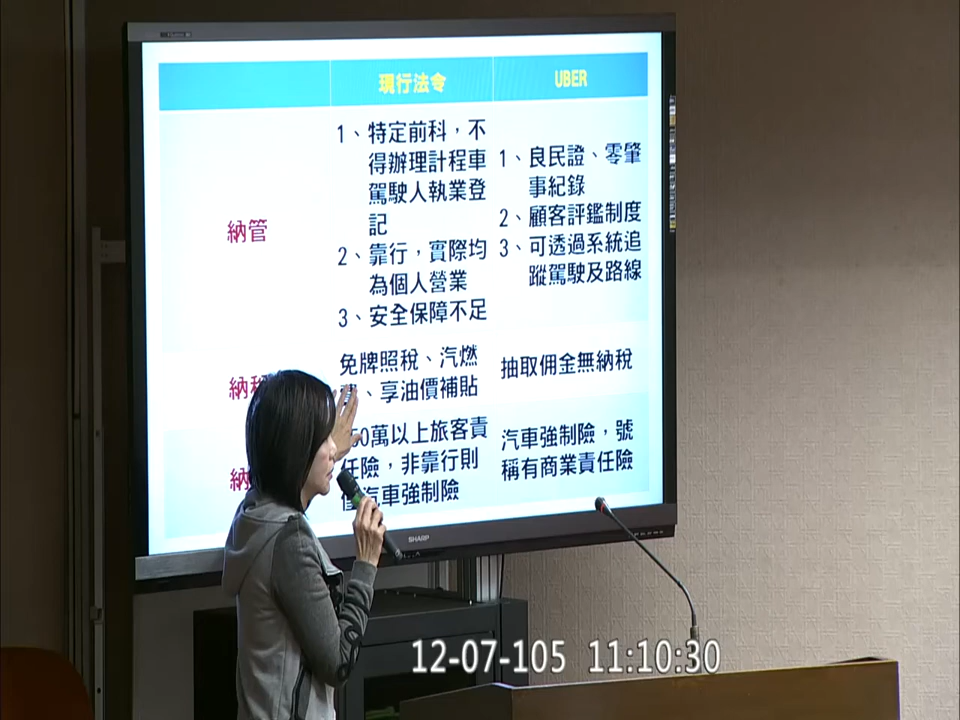 現行法令
UBER
納管
1、特定前科，不
得辦理計程車
駕駛人執業登
記
2、靠行，實際均
為個人營業
3、安全保障不足
1、良民證、零肇
事紀錄
2、顧客評鑑制度
3、可透過系統追
蹤駕駛及路線
納
免牌照稅、汽燃
、享油價補貼
抽取佣金無納稅
納
50萬以上旅客責
任險，非靠行則
僅汽車強制險
汽車強制險，號
稱有商業責任險
SHARP
12-07-105 11:10:30